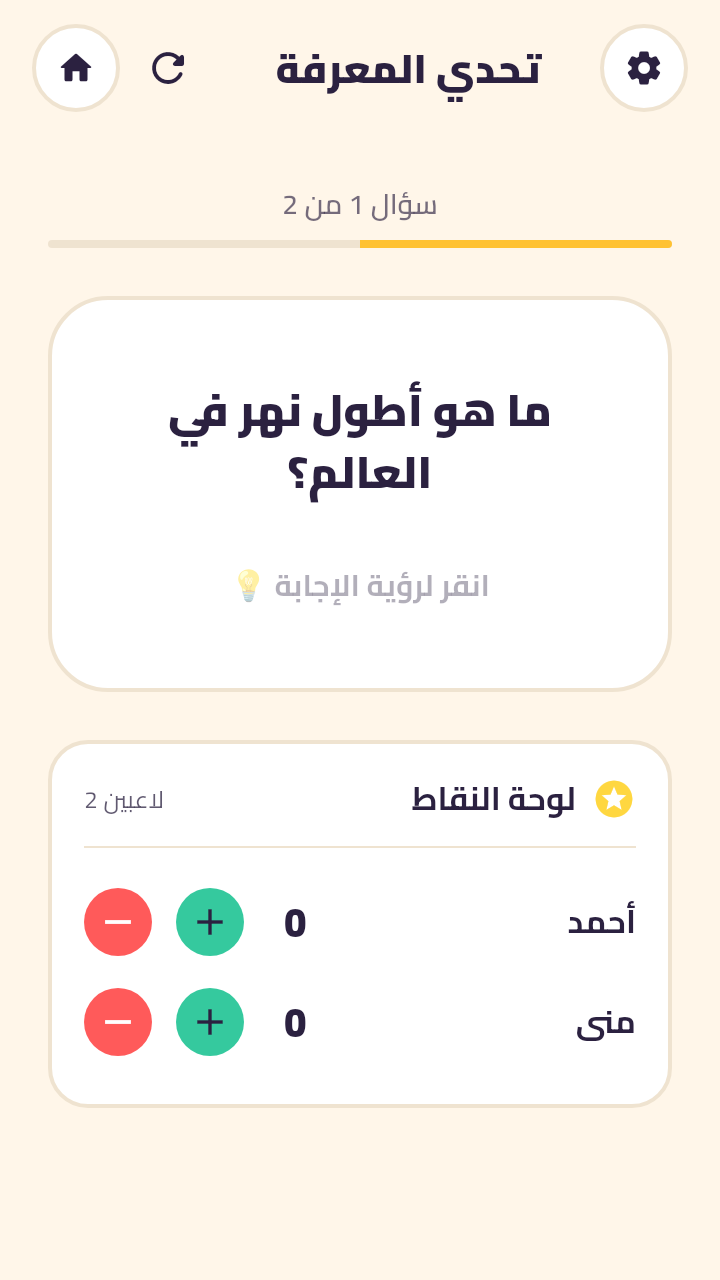 تحدي المعرفة
سؤال 1 من 2
ما هو أطول نهر في
العالم؟
انقر لرؤية الإجابة 💡
لوحة النقاط
2 لاعبين
أحمد
0
منى
0